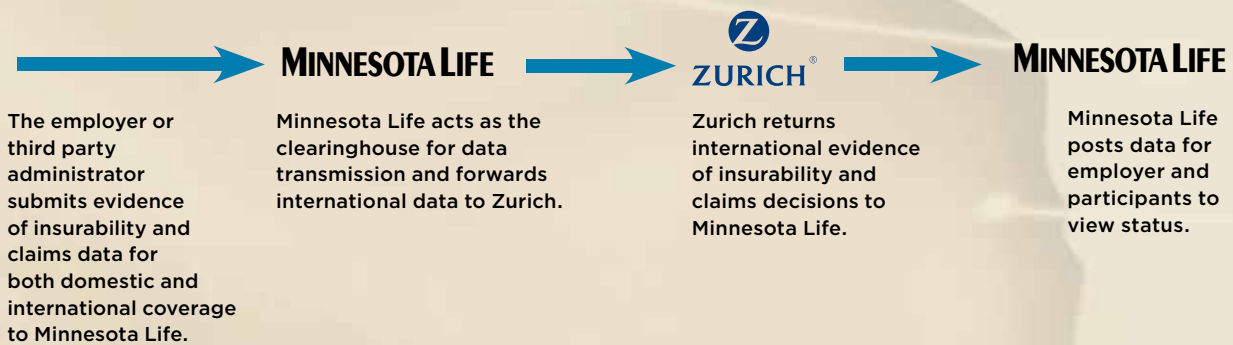 MINNESOTA LIFE
Z
ZURICH®
MINNESOTA LIFE
The employer or
third party
administrator
submits evidence
of insurability and
claims data for
both domestic and
international coverage
to Minnesota Life.
Minnesota Life acts as the
clearinghouse for data
transmission and forwards
international data to Zurich.
Zurich returns
international evidence
of insurability and
claims decisions to
Minnesota Life.
Minnesota Life
posts data for
employer and
participants to
view status.